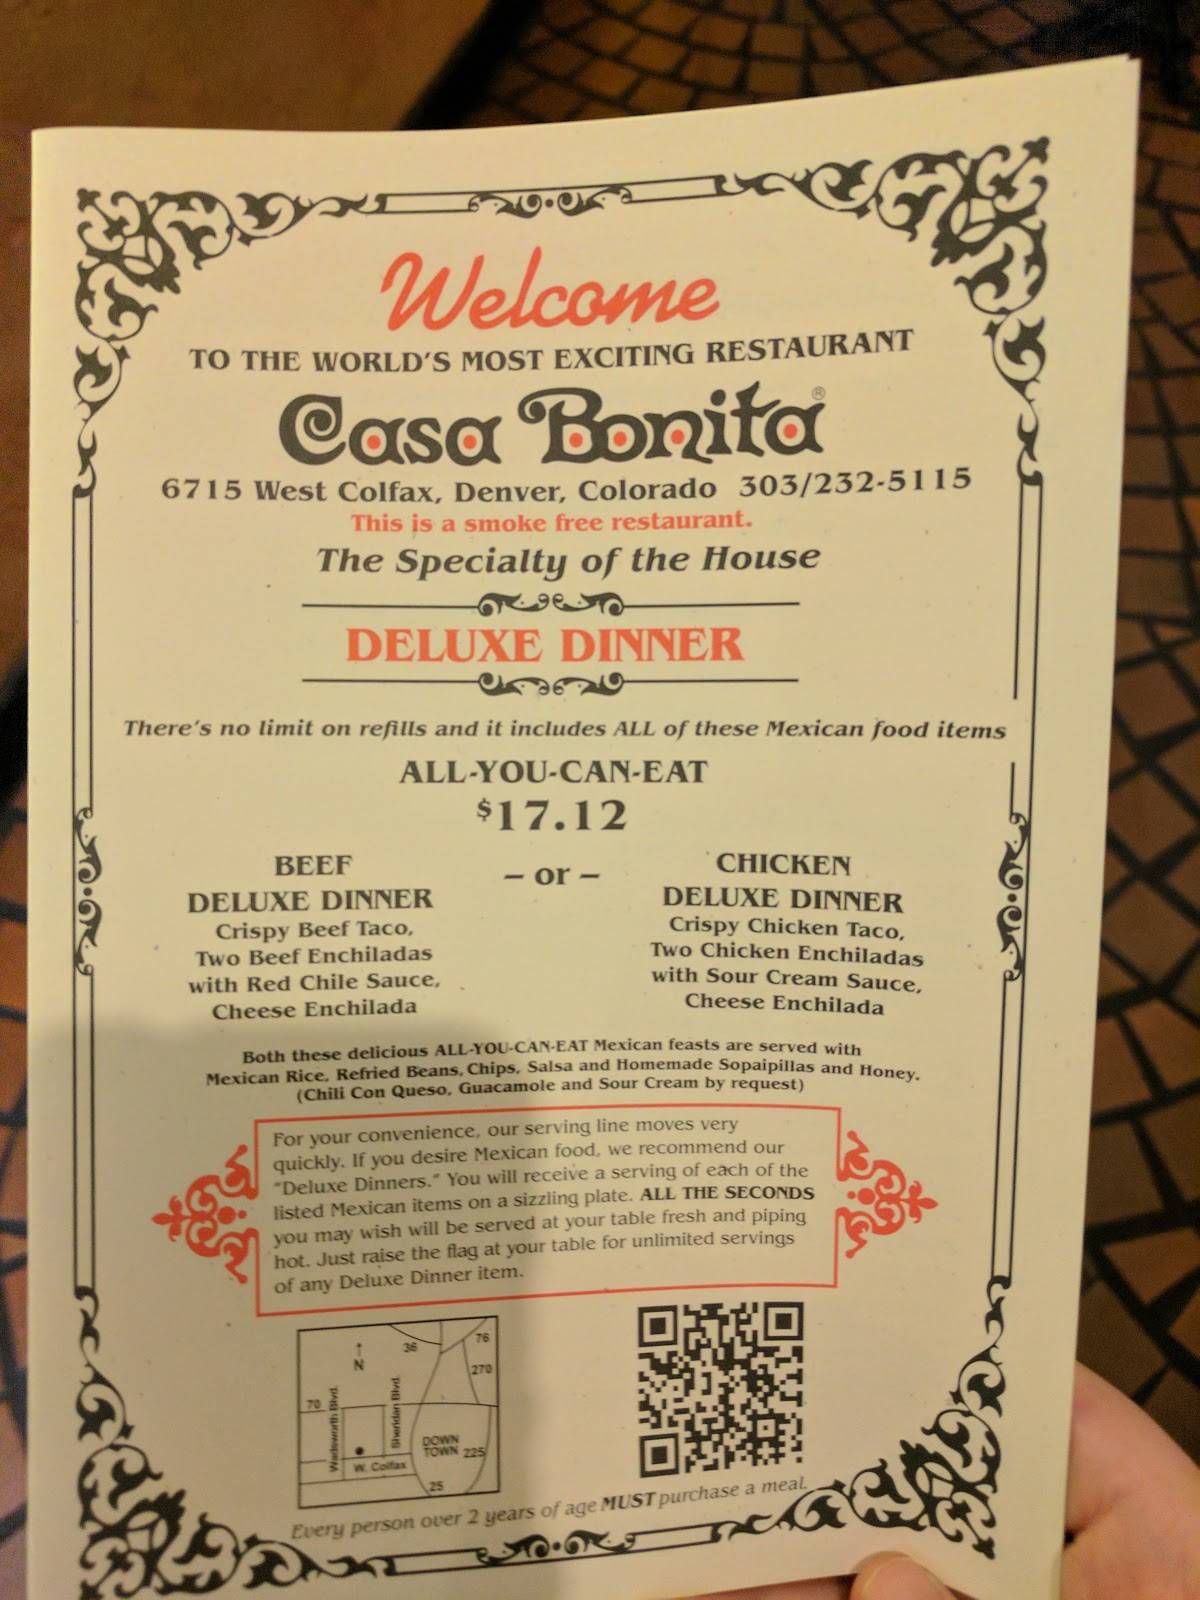 Welcome
TO THE WORLD'S MOST EXCITING RESTAURANT
Casa Bonita®
6715 West Colfax, Denver, Colorado 303/232-5115
This is a smoke free restaurant.
The Specialty of the House
DELUXE DINNER
There's no limit on refills and it includes ALL of these Mexican food items
ALL-YOU-CAN-EAT
$17.12
BEEF
DELUXE DINNER
Crispy Beef Taco,
Two Beef Enchiladas
with Red Chile Sauce,
Cheese Enchilada
– or –
CHICKEN
DELUXE DINNER
Crispy Chicken Taco,
Two Chicken Enchiladas
with Sour Cream Sauce,
Cheese Enchilada
Both these delicious ALL-YOU-CAN-EAT Mexican feasts are served with
Mexican Rice, Refried Beans, Chips, Salsa and Homemade Sopaipillas and Honey.
(Chili Con Queso, Guacamole and Sour Cream by request)
For your convenience, our serving line moves very
quickly. If you desire Mexican food, we recommend our
"Deluxe Dinners." You will receive a serving of each of the
listed Mexican items on a sizzling plate. ALL THE SECONDS
you may wish will be served at your table fresh and piping
hot. Just raise the flag at your table for unlimited servings
of any Deluxe Dinner item.
36
76
N
270
70
Wadsworth Blvd.
Sheridan Blvd.
DOWN
TOWN
225
W. Colfax
25
Every person over 2 years of age MUST purchase a meal.